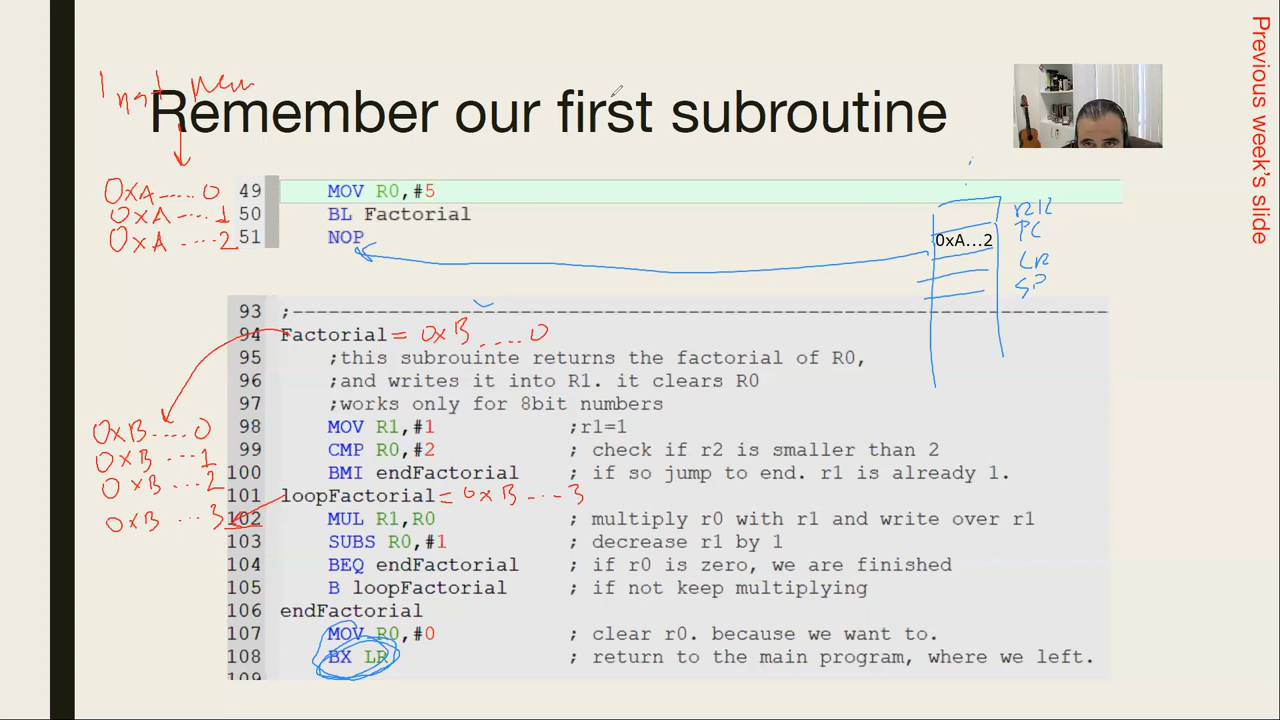 Previous week's slide
Inst Mem
Remember our first subroutine
0xA.....0 49 MOV R0,#5
0xA....1 50 BL Factorial
0xA....2 51 NOP
R12
PC
0xA...2
LR
SP
93 ;----------------------------------------------------------------------
94 Factorial = 0xB....0
95 ;this subrouinte returns the factorial of R0,
96 ;and writes it into R1. it clears R0
97 ;works only for 8bit numbers
0xB....0 98 MOV R1,#1 ;r1=1
0xB...1 99 CMP R0,#2 ; check if r2 is smaller than 2
0xB...2 100 BMI endFactorial ; if so jump to end. r1 is already 1.
101 loopFactorial = 0xB...3
0xB...3 102 MUL R1,R0 ; multiply r0 with r1 and write over r1
103 SUBS R0,#1 ; decrease r1 by 1
104 BEQ endFactorial ; if r0 is zero, we are finished
105 B loopFactorial ; if not keep multiplying
106 endFactorial
107 MOV R0,#0 ; clear r0. because we want to.
108 BX LR ; return to the main program, where we left.
109